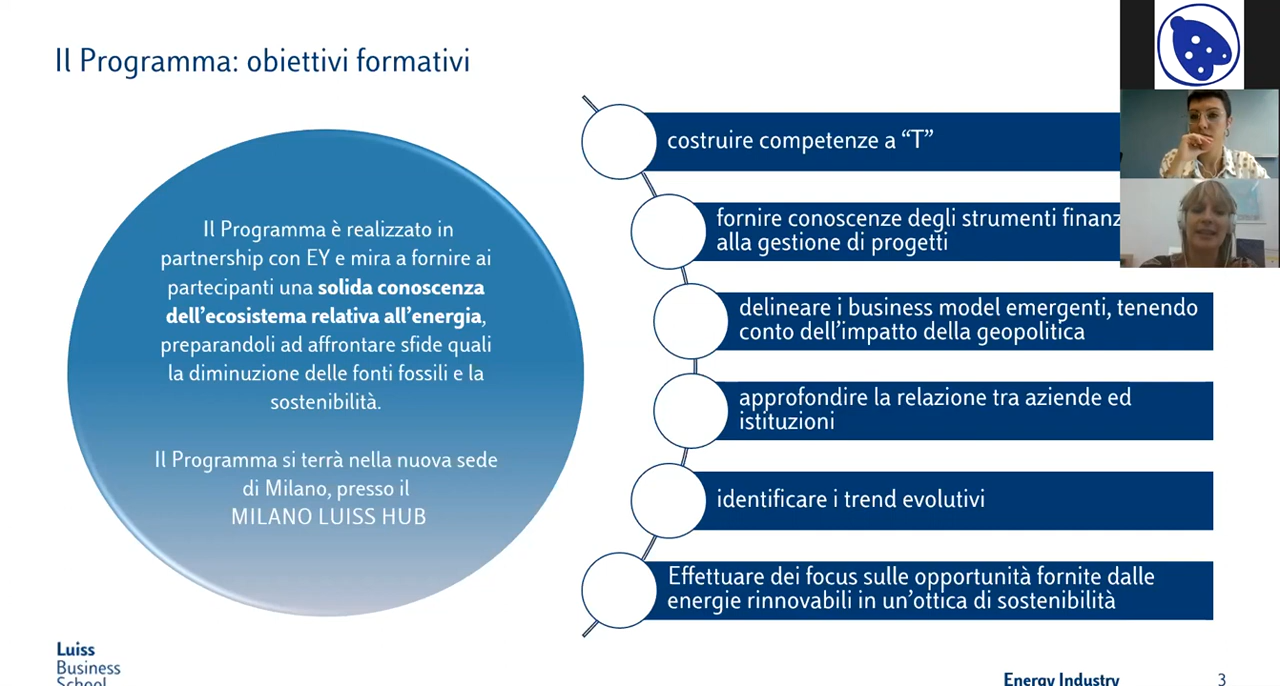 Il Programma: obiettivi formativi
Il Programma è realizzato in
partnership con EY e mira a fornire ai
partecipanti una solida conoscenza
dell’ecosistema relativa all’energia,
preparandoli ad affrontare sfide quali
la diminuzione delle fonti fossili e la
sostenibilità.
Il Programma si terrà nella nuova sede
di Milano, presso il
MILANO LUISS HUB
costruire competenze a “T”
fornire conoscenze degli strumenti
alla gestione di progetti
delineare i business model emergenti, tenendo
conto dell’impatto della geopolitica
approfondire la relazione tra aziende ed
istituzioni
identificare i trend evolutivi
Effettuare dei focus sulle opportunità fornite dalle
energie rinnovabili in un’ottica di sostenibilità
Luiss
Business
School
Energy Industry
3